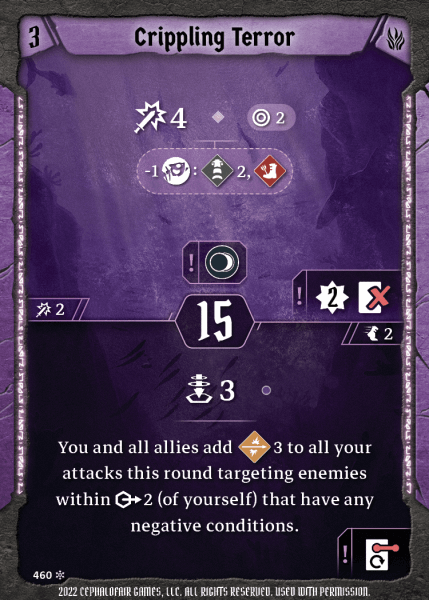 3 Crippling Terror
4 2
-1 : 2,
!
! 2
2 15 2
3
You and all allies add 3 to all your
attacks this round targeting enemies
within 2 (of yourself) that have any
negative conditions.
!
460
2022 CEPHALOFAIR GAMES, LLC. ALL RIGHTS RESERVED. USED WITH PERMISSION.